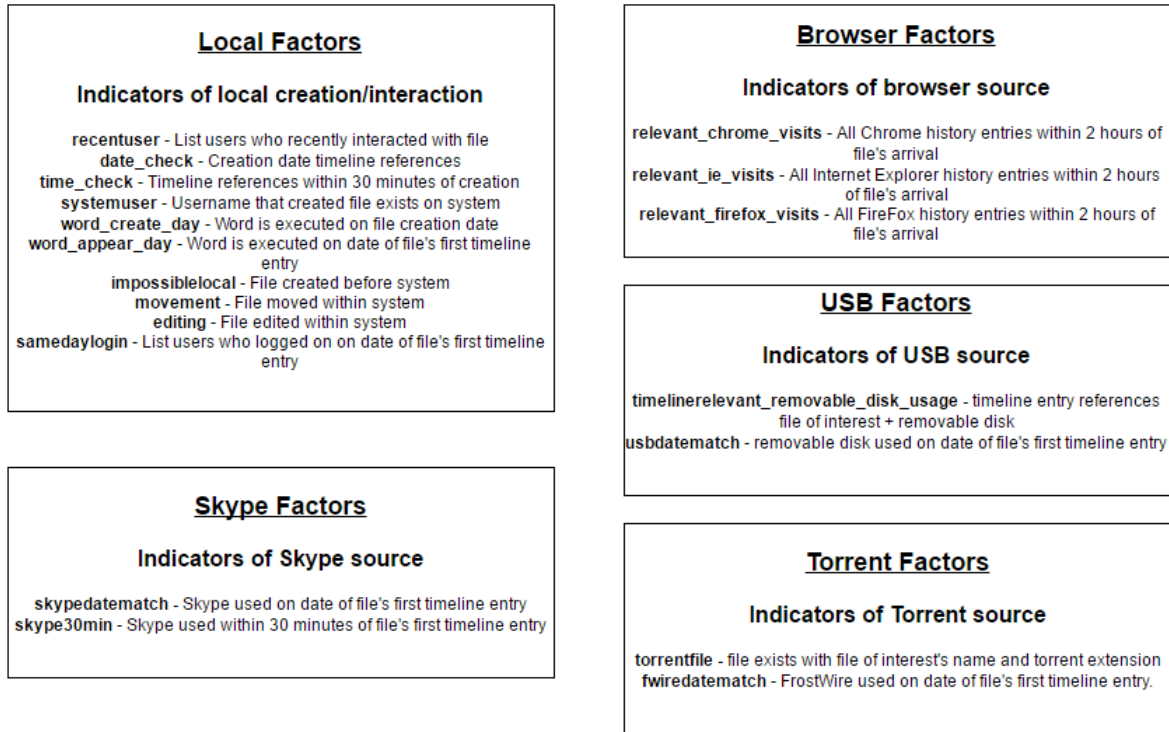 Local Factors
Indicators of local creation/interaction
recentuser - List users who recently interacted with file
date_check - Creation date timeline references
time_check - Timeline references within 30 minutes of creation
systemuser - Username that created file exists on system
word_create_day - Word is executed on file creation date
word_appear_day - Word is executed on date of file's first timeline
entry
impossiblelocal - File created before system
movement - File moved within system
editing - File edited within system
samedaylogin - List users who logged on on date of file's first timeline
entry
Skype Factors
Indicators of Skype source
skypedatematch - Skype used on date of file's first timeline entry
skype30min - Skype used within 30 minutes of file's first timeline entry
Browser Factors
Indicators of browser source
relevant_chrome_visits - All Chrome history entries within 2 hours of
file's arrival
relevant_ie_visits - All Internet Explorer history entries within 2 hours
of file's arrival
relevant_firefox_visits - All FireFox history entries within 2 hours of
file's arrival
USB Factors
Indicators of USB source
timelinerelevant_removable_disk_usage - timeline entry references
file of interest + removable disk
usbdatematch - removable disk used on date of file's first timeline entry
Torrent Factors
Indicators of Torrent source
torrentfile - file exists with file of interest's name and torrent extension
fwiredatematch - FrostWire used on date of file's first timeline entry.